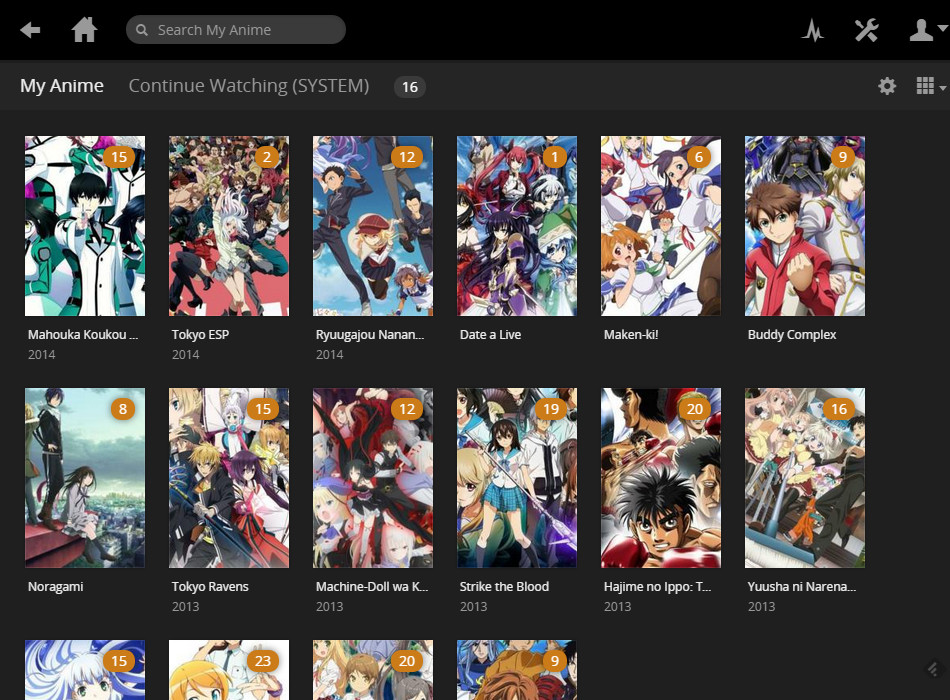 Search My Anime
My Anime Continue Watching (SYSTEM) 16
15 2 12 1 6 9
Mahouka Koukou ... Tokyo ESP Ryuugajou Nanan... Date a Live Maken-ki! Buddy Complex
2014 2014 2014
8 15 12 19 20 16
Noragami Tokyo Ravens Machine-Doll wa K... Strike the Blood Hajime no Ippo: T... Yuusha ni Narena...
2013 2013 2013 2013 2013
15 23 20 9